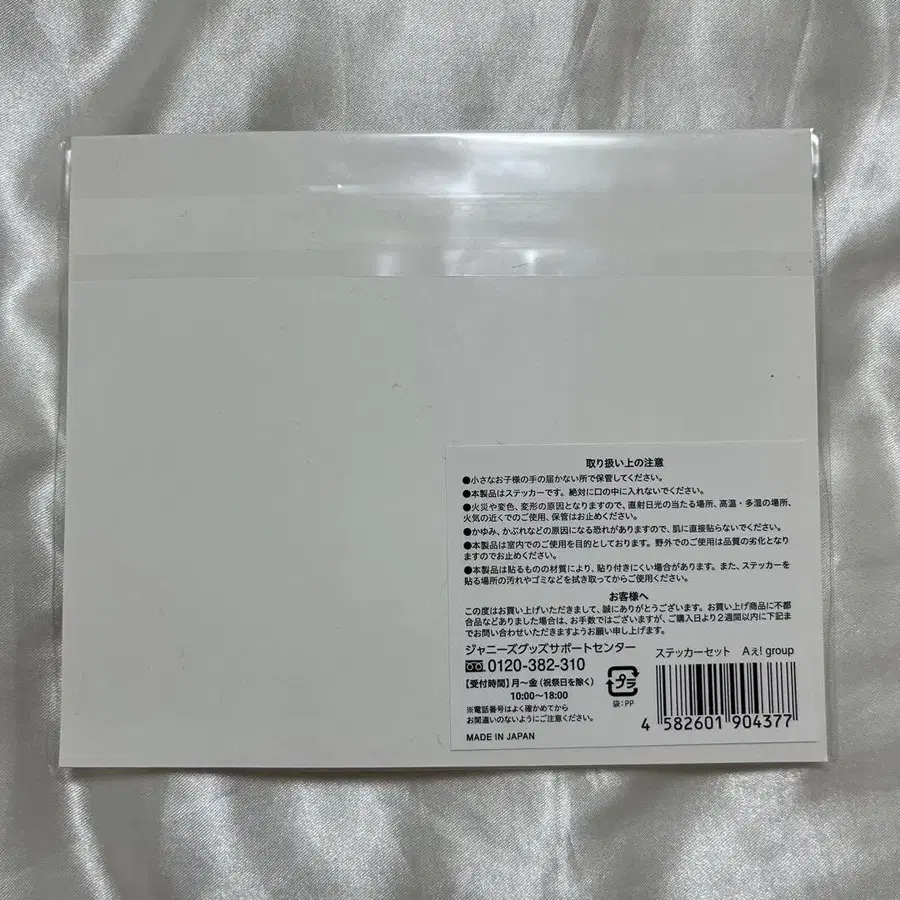 取り扱い上の注意
●小さなお子様の手の届かない所で保管してください。
●本製品はステッカーです。絶対に口の中に入れないでください。
●火災や変色、変形の原因となりますので、直射日光の当たる場所、高温・多湿の場所、
火気の近くでのご使用、保管はお止めください。
●かゆみ、かぶれなどの原因になる恐れがありますので、肌に直接貼らないでください。
●本製品は室内でのご使用を目的としております。野外でのご使用は品質の劣化となり
ますのでお止めください。
●本製品は貼るものの材質により、貼り付きにくい場合があります。また、ステッカーを
貼る場所の汚れやゴミなどを拭き取ってからご使用ください。
お客様へ
この度はお買い上げいただきまして、誠にありがとうございます。お買い上げ商品に不都
合品などありました場合は、お手数ではございますが、ご購入日より2週間以内に下記ま
でお問い合わせいただきますようお願い申し上げます。
ジャニーズグッズサポートセンター
0120-382-310
【受付時間】月～金（祝祭日を除く）
10:00～18:00
※電話番号はよく確かめてから
お間違いのないようにご注意ください。
MADE IN JAPAN
プラ
袋:PP
ステッカーセット Aぇ! group
4 582601 904377